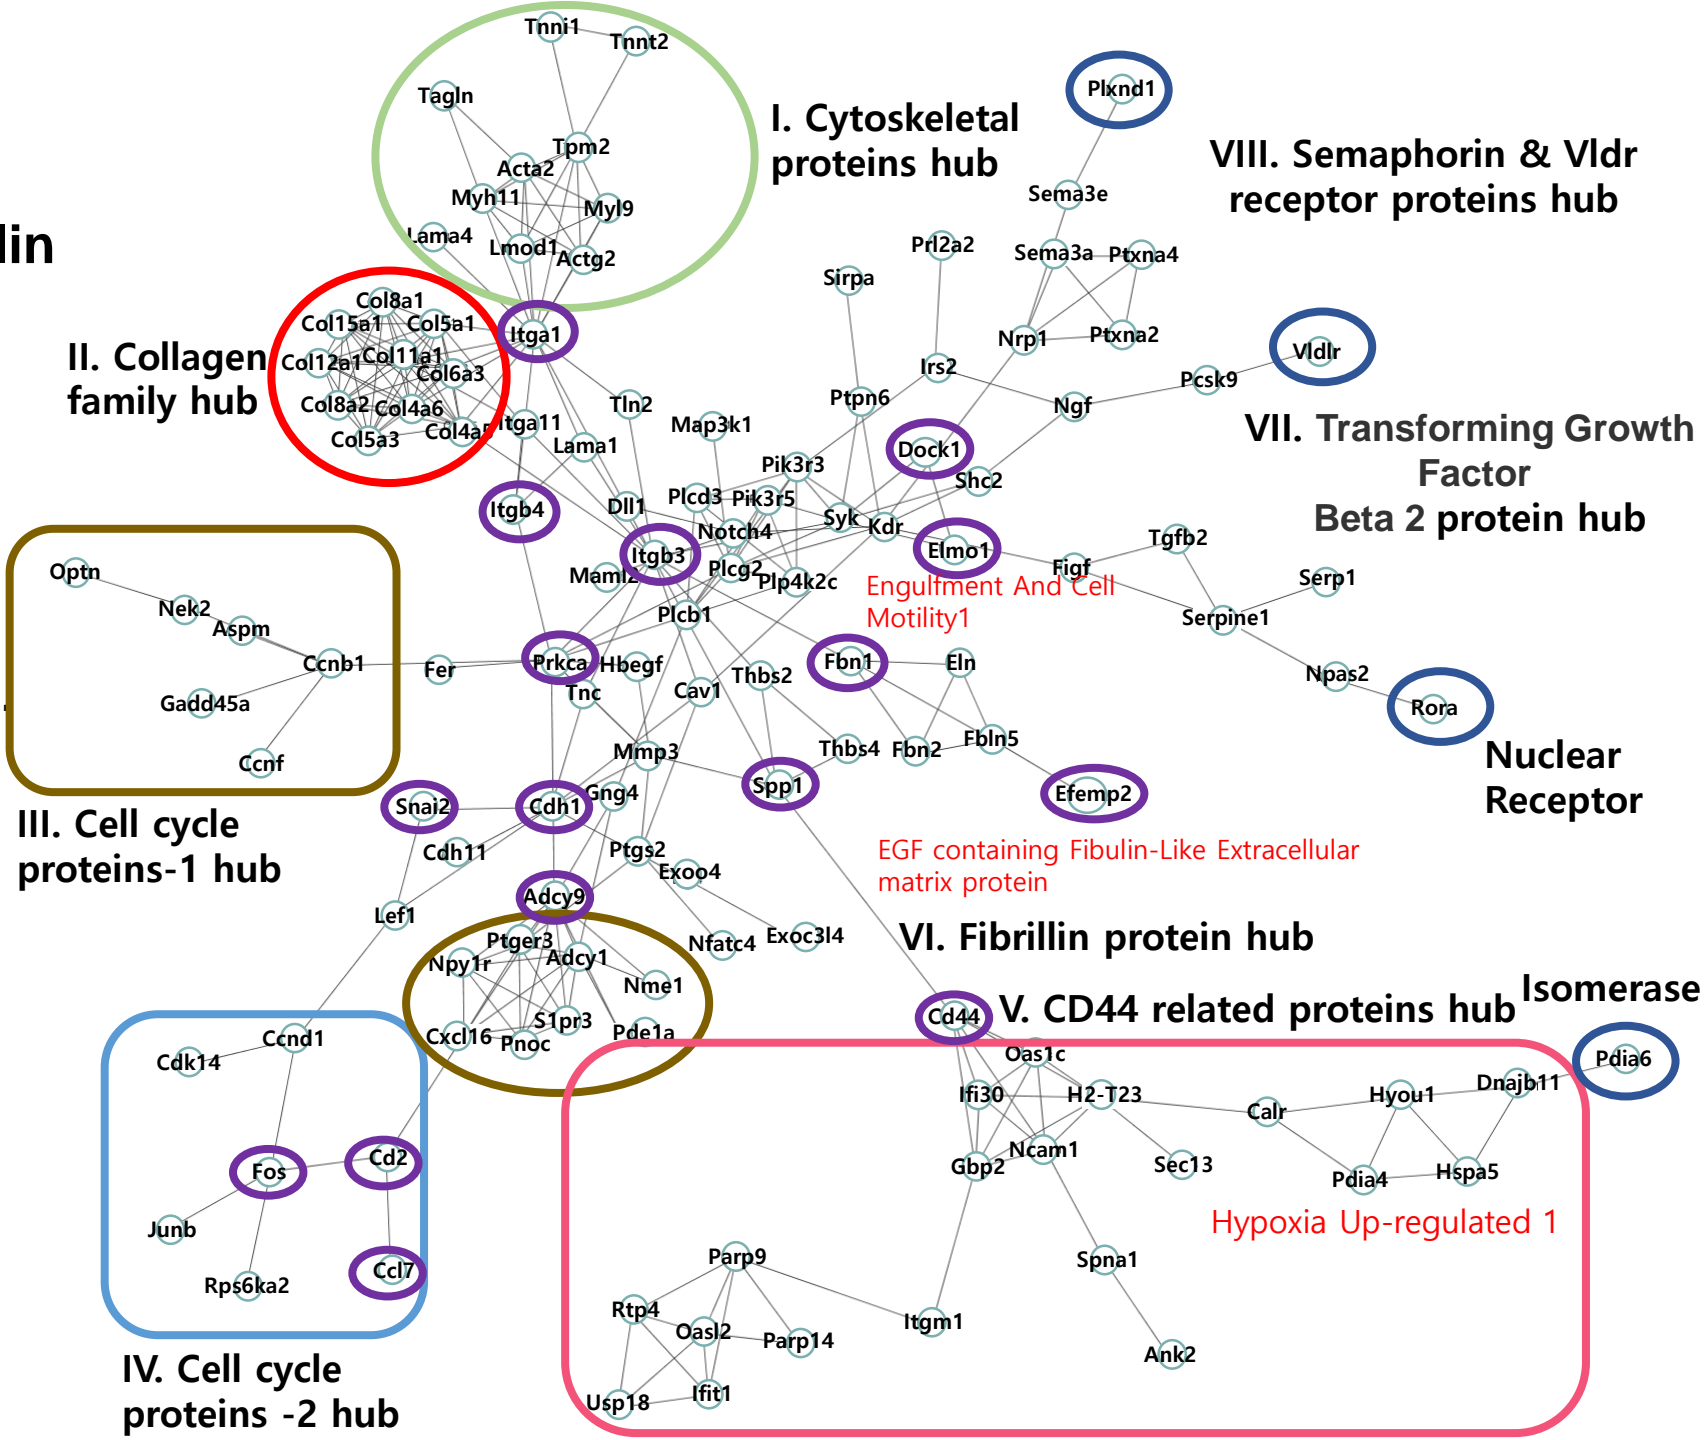 Tnni1
Tnnt2
Tagln
Tpm2
Acta2
Myh11
Myl9
Lama4
Lmod1
Actg2
I. Cytoskeletal
proteins hub
Plxnd1
VIII. Semaphorin & Vldr
receptor proteins hub
Sema3e
Sema3a
Ptxna4
Nrp1
Ptxna2
Prl2a2
Sirpa
Irs2
Ptpn6
Ngf
Pcsk9
Vldlr
lin
Col8a1
Col15a1
Col5a1
Col12a1
Col11a1
Col6a3
Col8a2
Col4a6
Col5a3
Col4a5
Itga1
II. Collagen
family hub
Itga11
Tln2
Lama1
Map3k1
Itgb4
Dll1
Pik3r3
Plcd3
Pik3r5
Notch4
Syk
Kdr
Dock1
Shc2
Itgb3
Maml2
Plcg2
Plp4k2c
Plcb1
Elmo1
Engulfment And Cell
Motility1
VII. Transforming Growth
Factor
Beta 2 protein hub
Tgfb2
Figf
Serp1
Serpine1
Npas2
Rora
Nuclear
Receptor
Optn
Nek2
Aspm
Ccnb1
Gadd45a
Ccnf
III. Cell cycle
proteins-1 hub
Fer
Prkca
Hbegf
Tnc
Cav1
Thbs2
Fbn1
Eln
Mmp3
Thbs4
Fbn2
Fbln5
Spp1
Efemp2
EGF containing Fibulin-Like Extracellular
matrix protein
VI. Fibrillin protein hub
Snai2
Cdh1
Gng4
Cdh11
Ptgs2
Exoo4
Adcy9
Lef1
Nfatc4
Exoc3l4
Ptger3
Npy1r
Adcy1
Nme1
S1pr3
Cxcl16
Pnoc
Pde1a
Cd44
V. CD44 related proteins hub
Isomerase
Pdia6
Ccnd1
Cdk14
Fos
Cd2
Junb
Rps6ka2
Ccl7
IV. Cell cycle
proteins -2 hub
Oas1c
Ifi30
H2-T23
Ncam1
Gbp2
Sec13
Calr
Hyou1
Dnajb11
Pdia4
Hspa5
Hypoxia Up-regulated 1
Spna1
Ank2
Parp9
Rtp4
Oasl2
Parp14
Itgm1
Usp18
Ifit1